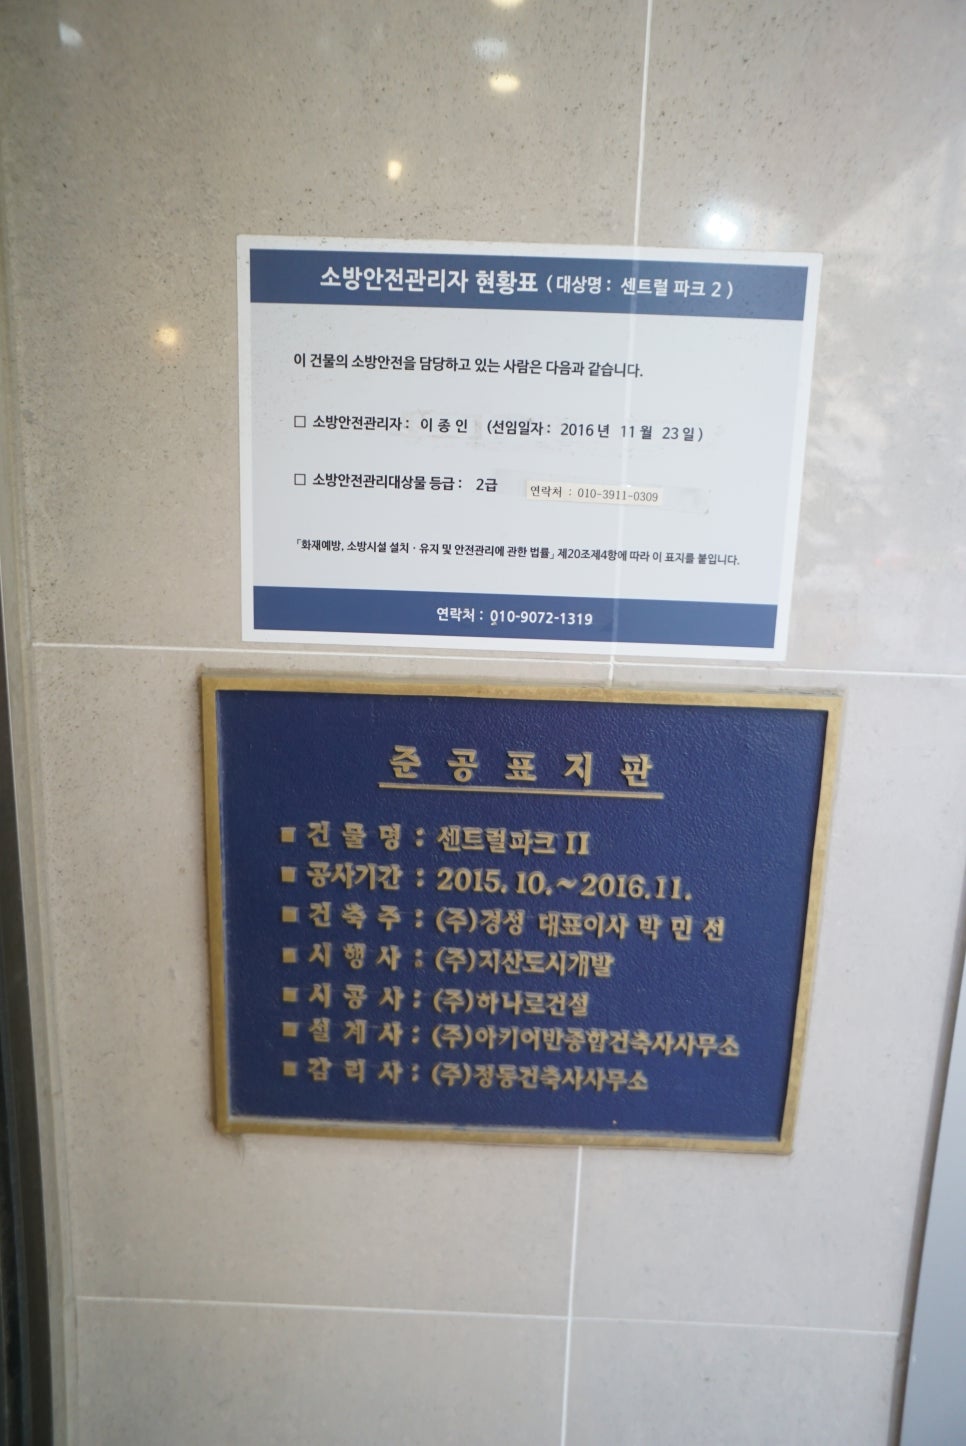 소방안전관리자 현황표 ( 대상명 : 센트럴 파크 2 )
이 건물의 소방안전을 담당하고 있는 사람은 다음과 같습니다.
□ 소방안전관리자 : 이 종 인 (선임일자 : 2016 년 11 월 23 일 )
□ 소방안전관리대상물 등급 : 2급
연락처 : 010-3911-0309
「화재예방, 소방시설 설치ㆍ유지 및 안전관리에 관한 법률」 제20조제4항에 따라 이 표지를 붙입니다.
연락처 : 010-9072-1319
준 공 표 지 판
■ 건 물 명 : 센트럴파크 II
■ 공사기간 : 2015. 10.~2016.11.
■ 건 축 주 : (주)경성 대표이사 박 민 선
■ 시 행 사 : (주)지산도시개발
■ 시 공 사 : (주)하나로건설
■ 설 계 사 : (주)아키어반종합건축사사무소
■ 감 리 사 : (주)정동건축사사무소